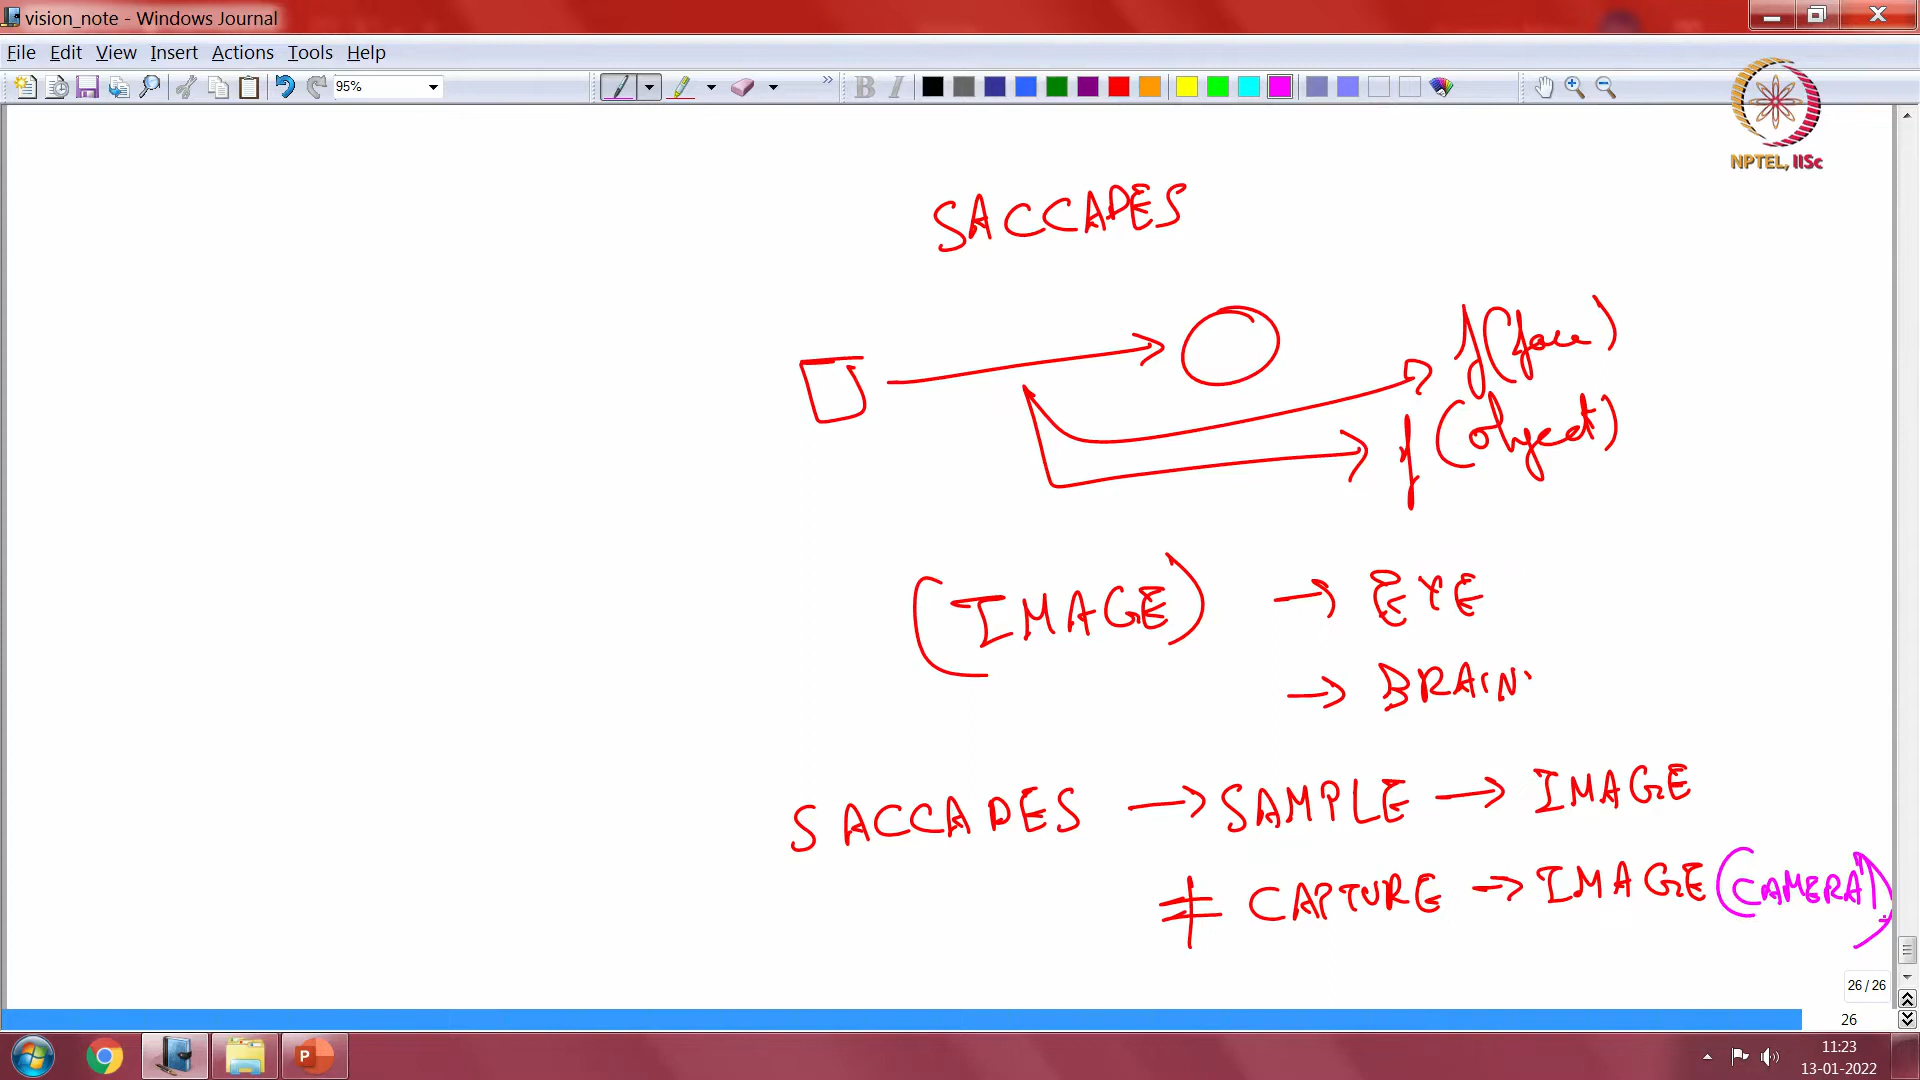 vision_note - Windows Journal
File Edit View Insert Actions Tools Help
95%
B I
NPTEL, IISc
SACCADES
f(face)
f(object)
(IMAGE) → EYE
→ BRAIN
SACCADES → SAMPLE → IMAGE
≠ CAPTURE → IMAGE (CAMERA)
26 / 26
26
P
11:23
13-01-2022